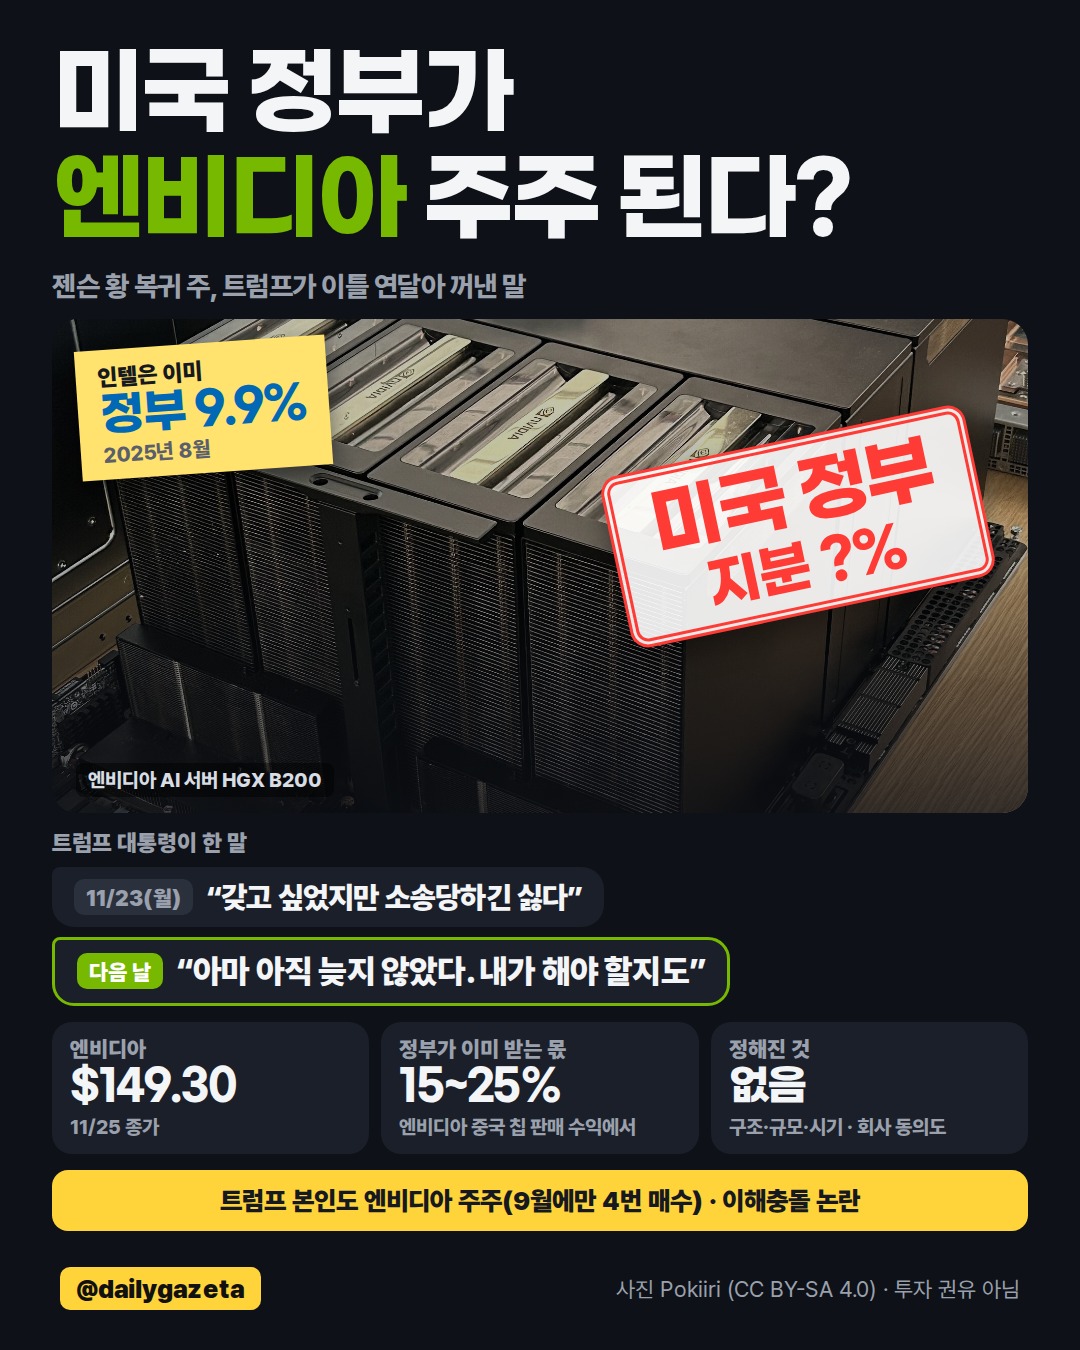 미국 정부가
엔비디아 주주 된다?
젠슨 황 복귀 주, 트럼프가 이틀 연달아 꺼낸 말
인텔은 이미
정부 9.9%
2025년 8월
NVIDIA
NVIDIA
미국 정부
지분 ?%
엔비디아 AI 서버 HGX B200
트럼프 대통령이 한 말
11/23(월) “갖고 싶었지만 소송당하긴 싫다”
다음 날 “아마 아직 늦지 않았다. 내가 해야 할지도”
엔비디아
$149.30
11/25 종가
정부가 이미 받는 몫
15~25%
엔비디아 중국 칩 판매 수익에서
정해진 것
없음
구조·규모·시기 · 회사 동의도
트럼프 본인도 엔비디아 주주(9월에만 4번 매수) · 이해충돌 논란
@dailygazeta
사진 Pokiiri (CC BY-SA 4.0) · 투자 권유 아님